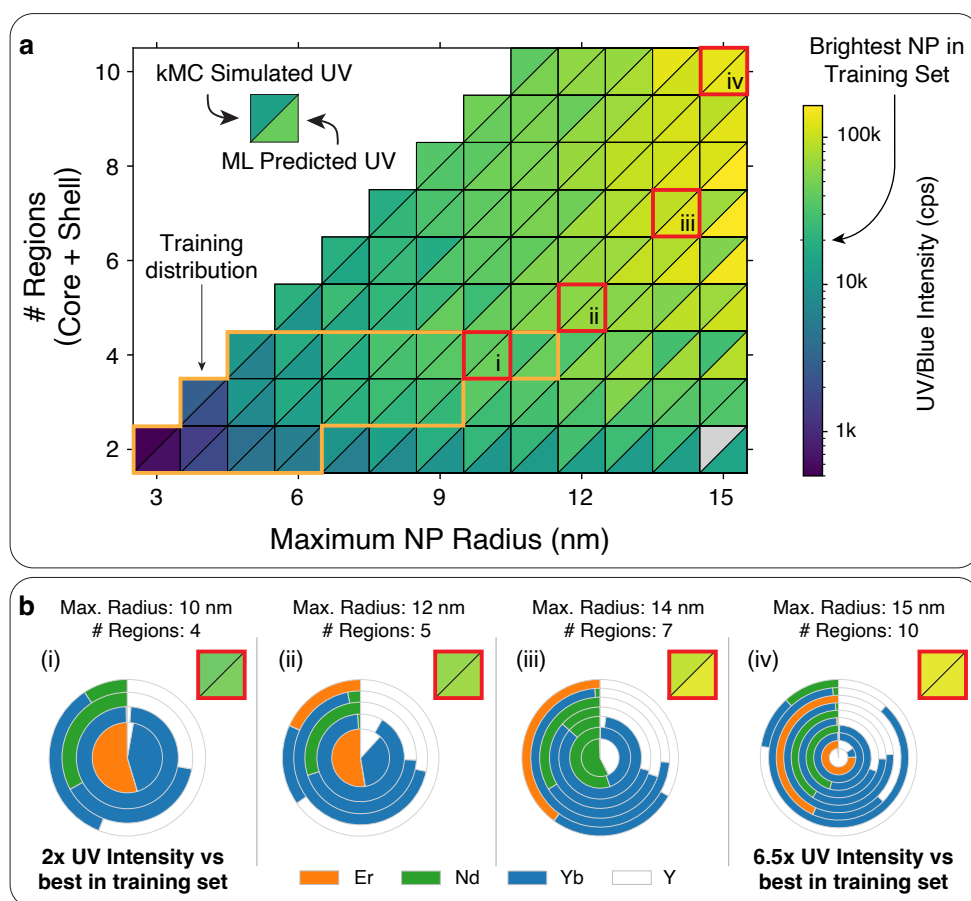 a
kMC Simulated UV
ML Predicted UV
Training
distribution
# Regions
(Core + Shell)
10
8
6
4
2
3
6
9
12
15
Maximum NP Radius (nm)
i
ii
iii
iv
Brightest NP in
Training Set
100k
10k
1k
UV/Blue Intensity (cps)
b
Max. Radius: 10 nm
# Regions: 4
(i)
2x UV Intensity vs
best in training set
Max. Radius: 12 nm
# Regions: 5
(ii)
Max. Radius: 14 nm
# Regions: 7
(iii)
Max. Radius: 15 nm
# Regions: 10
(iv)
6.5x UV Intensity vs
best in training set
Er
Nd
Yb
Y